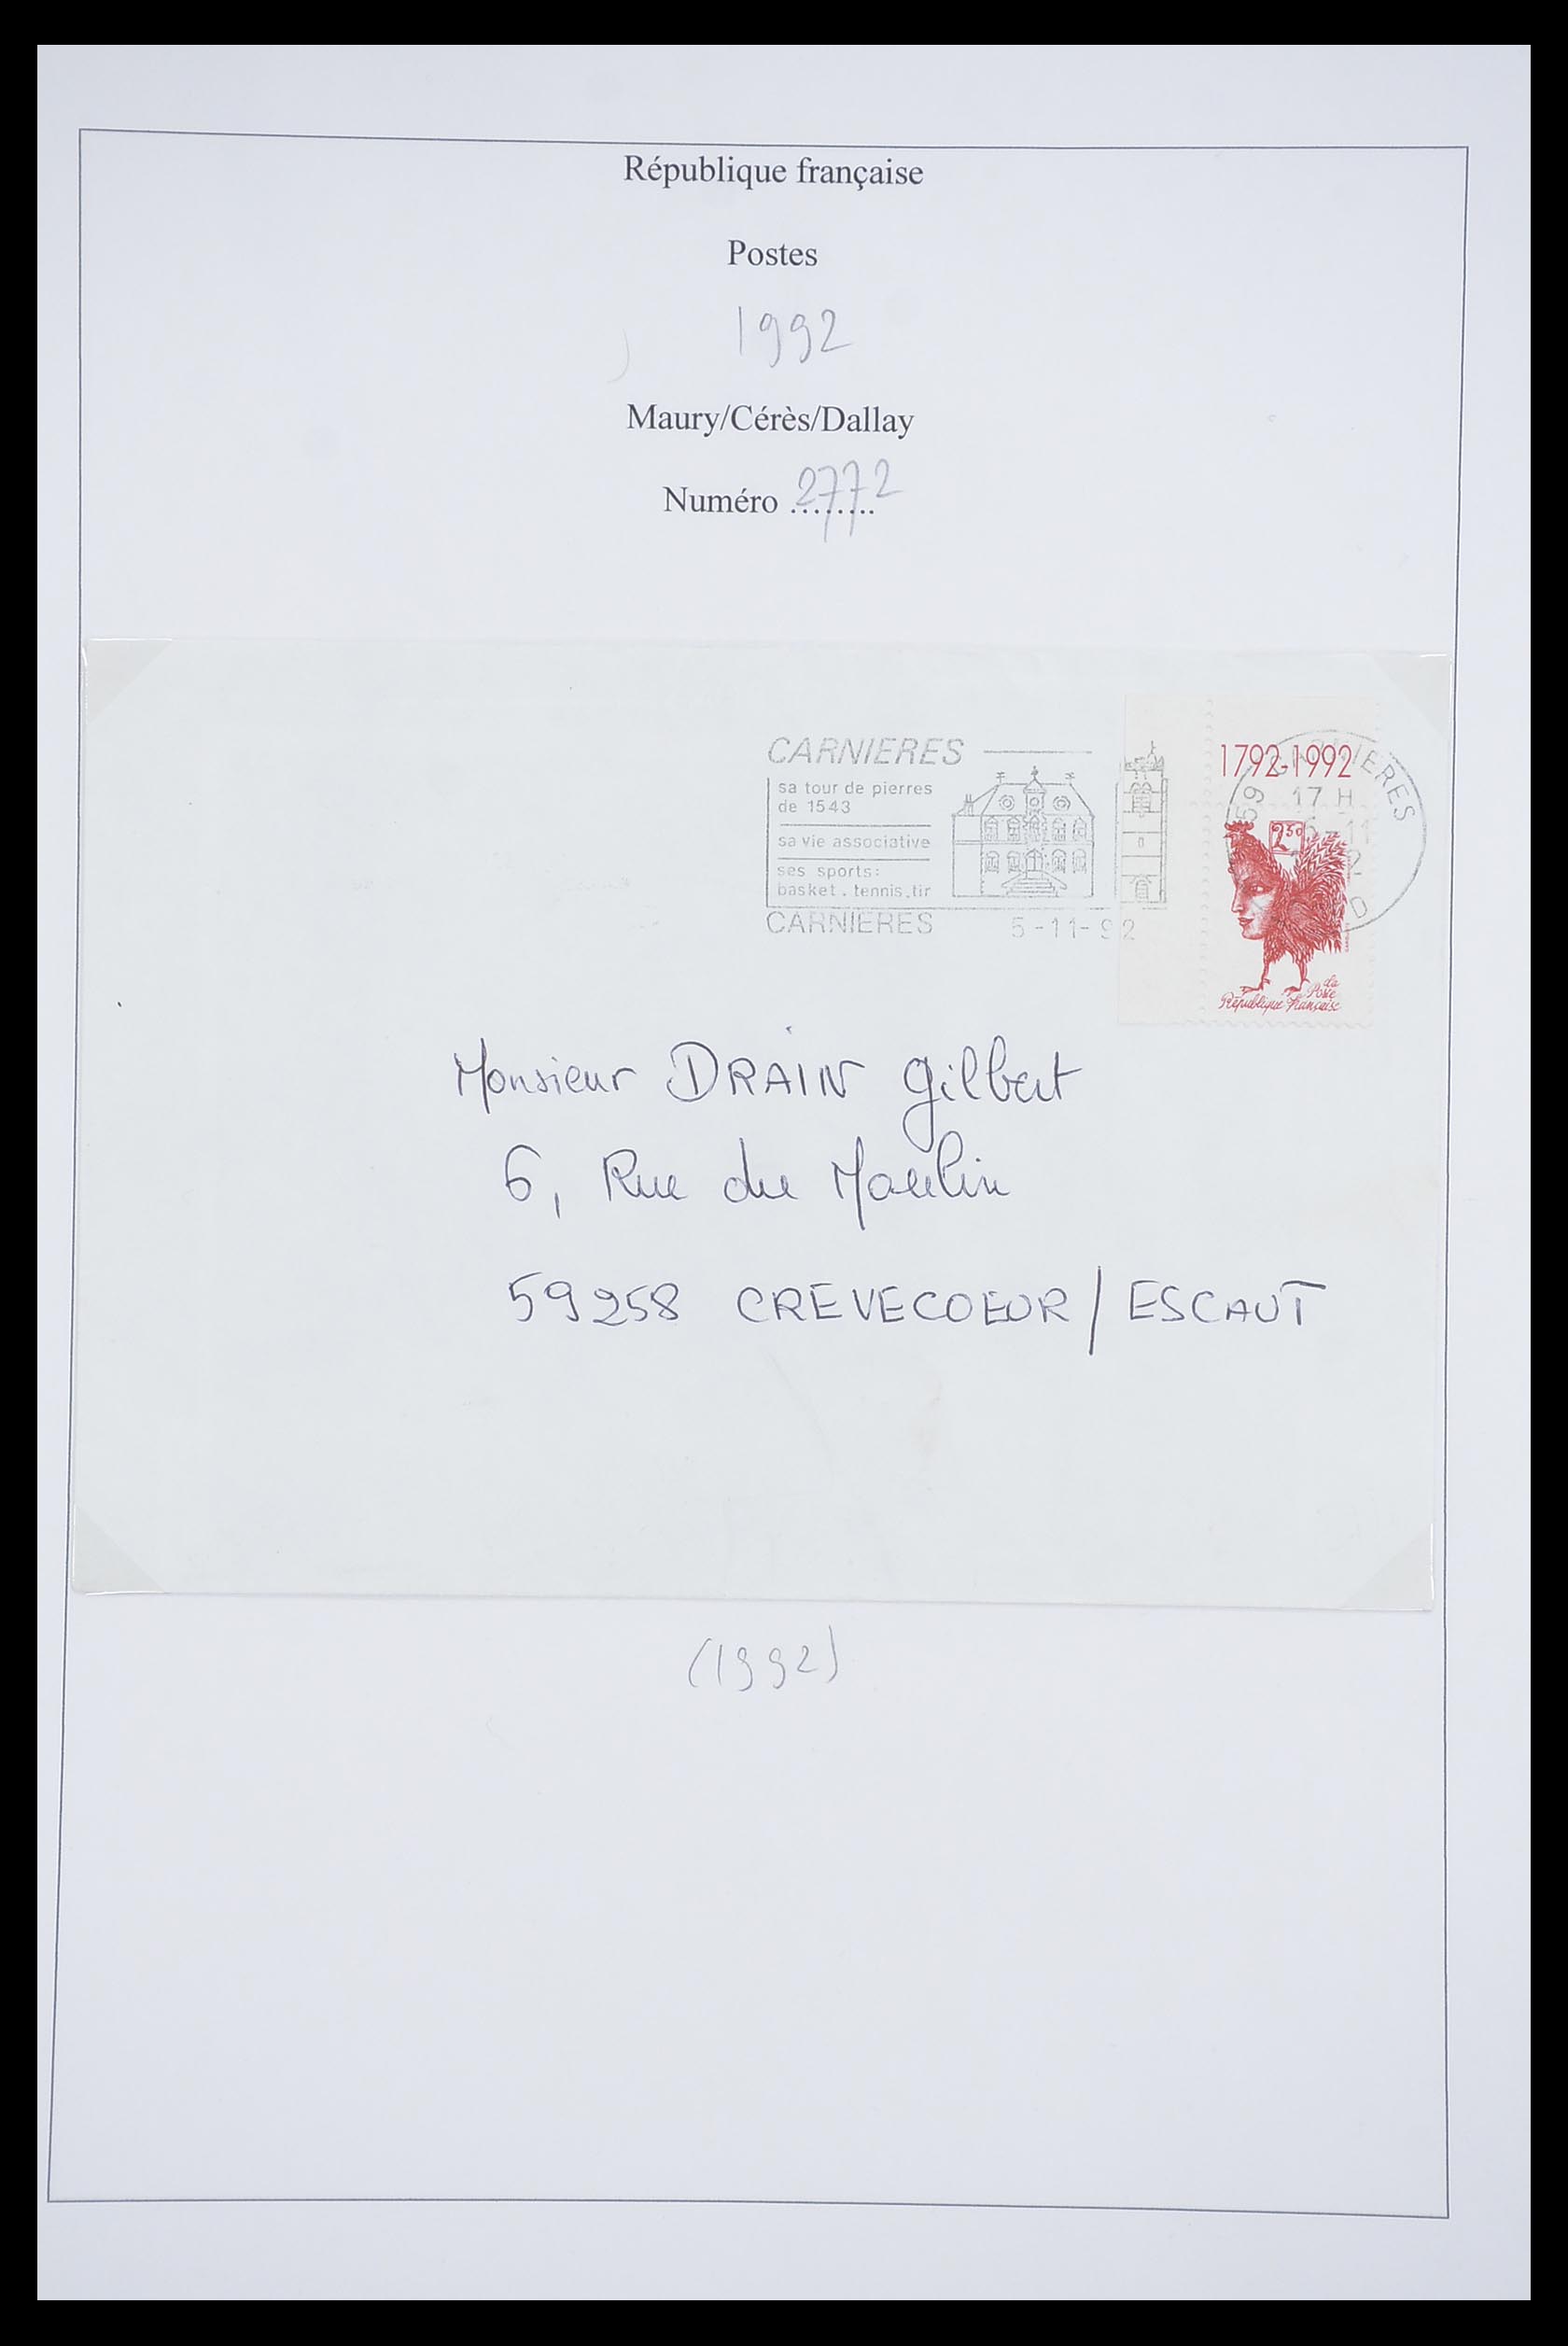 République française
Postes
1992
Maury/Cérès/Dallay
Numéro ........ 2772
CARNIERES
sa tour de pierres
de 1543
sa vie associative
ses sports:
basket.tennis.tir
CARNIERES 5-11-92
1792-1992
59 CARNIERES
17 H
2,50
la Poste
République française
Monsieur DRAIN Gilbert
6, Rue du Moulin
59258 CREVECOEUR/ESCAUT
(1992)